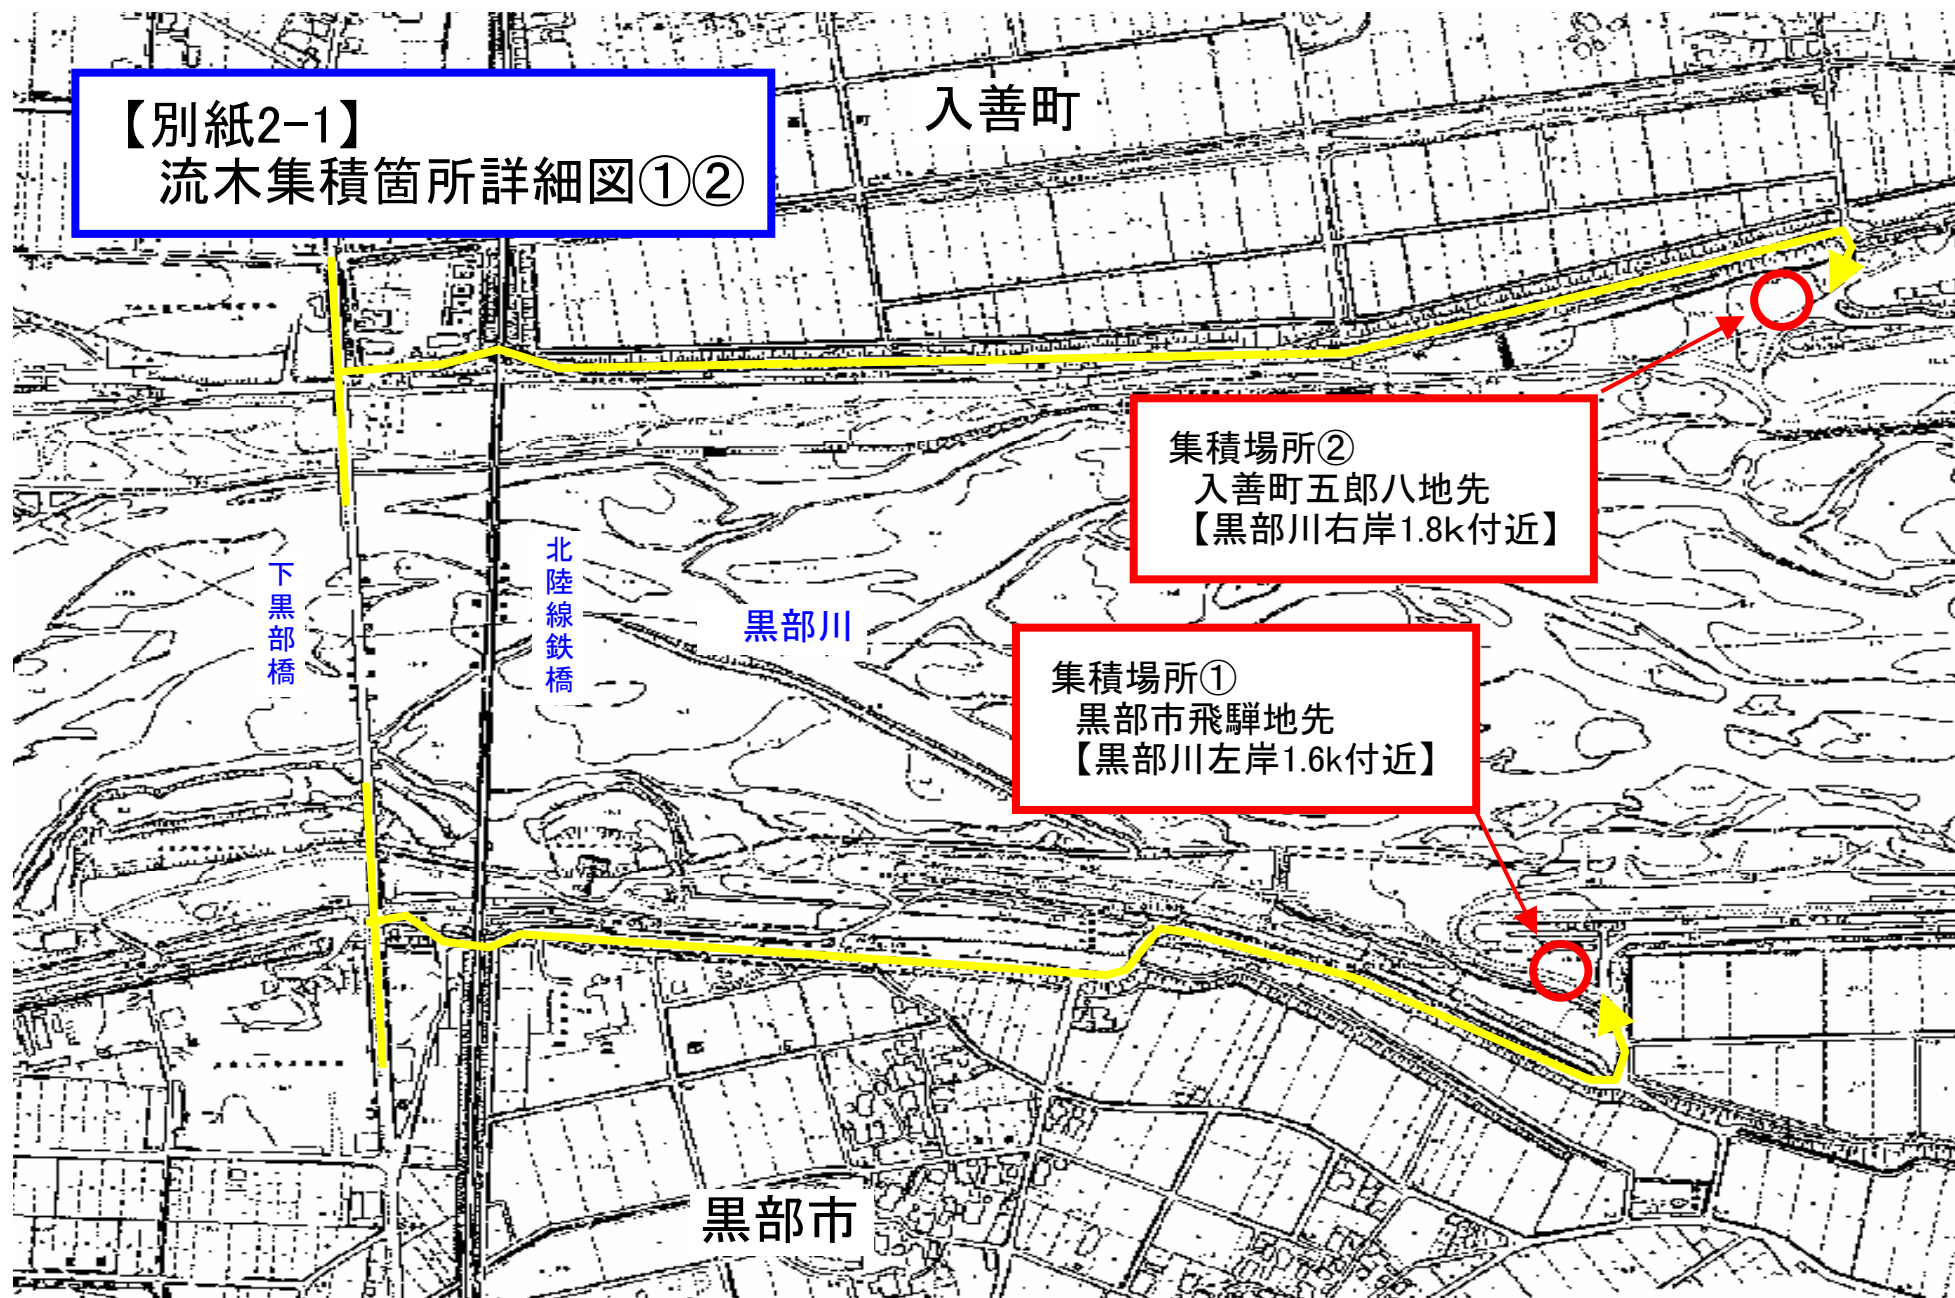 【別紙2-1】
流木集積箇所詳細図①②
入善町
集積場所②
入善町五郎八地先
【黒部川右岸1.8k付近】
下黒部橋
北陸線鉄橋
黒部川
集積場所①
黒部市飛騨地先
【黒部川左岸1.6k付近】
黒部市